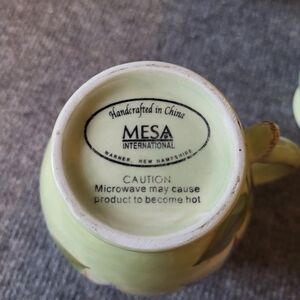 Handcrafted in China
MESA
INTERNATIONAL
WARNER, NEW HAMPSHIRE
CAUTION
Microwave may cause
product to become hot